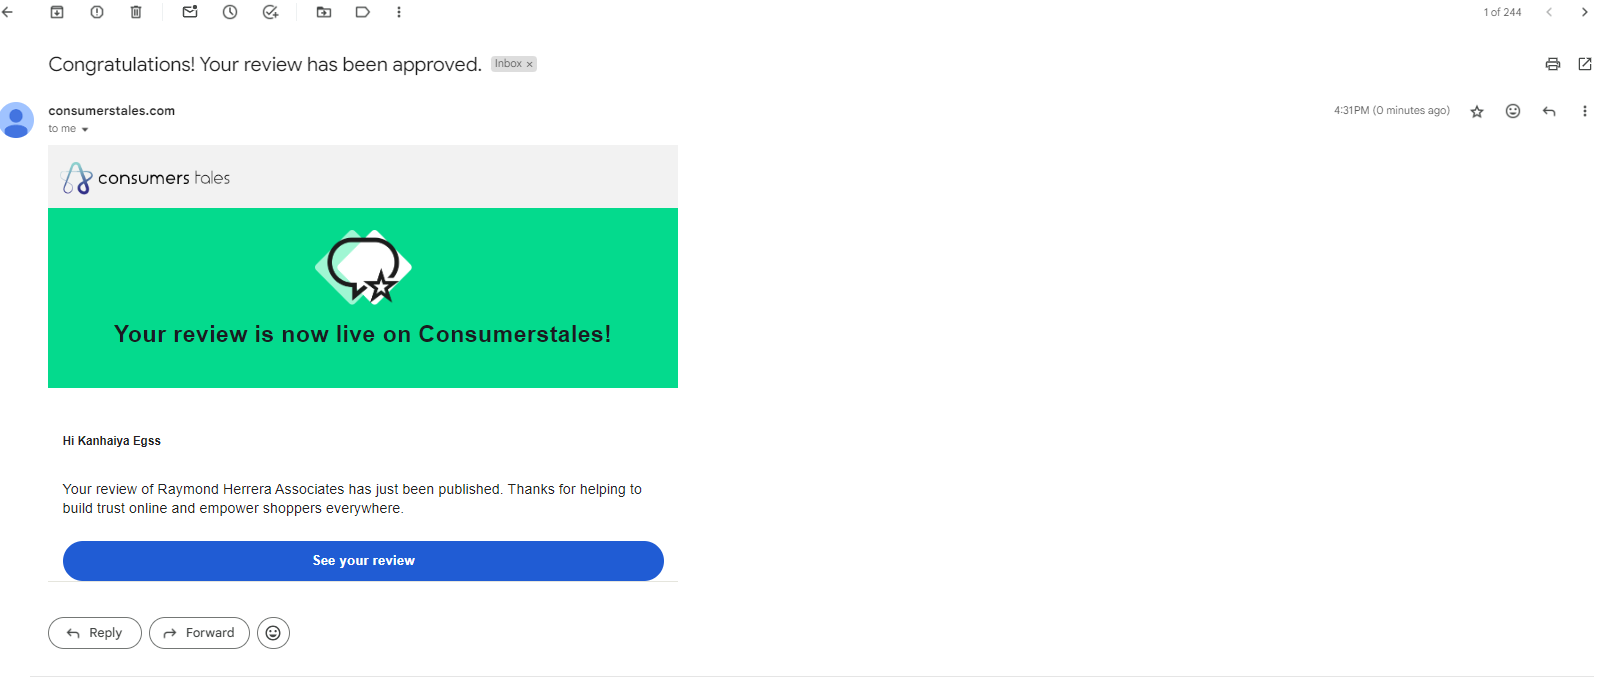 1 of 244
Congratulations! Your review has been approved. Inbox ×
consumerstales.com
4:31 PM (0 minutes ago)
to me
consumers tales
Your review is now live on Consumerstales!
Hi Kanhaiya Egss
Your review of Raymond Herrera Associates has just been published. Thanks for helping to
build trust online and empower shoppers everywhere.
See your review
Reply
Forward